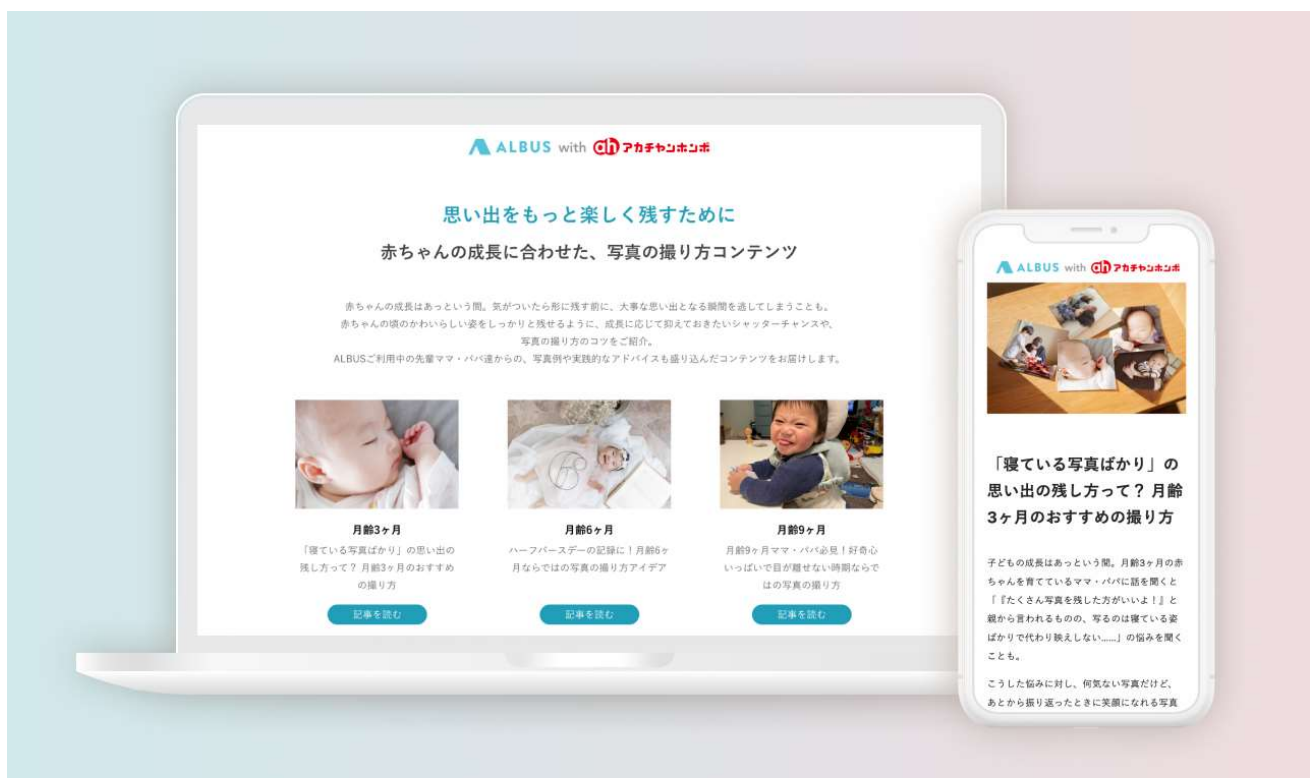 ALBUS with ah アカチャンホンポ
思い出をもっと楽しく残すために
赤ちゃんの成長に合わせた、写真の撮り方コンテンツ
赤ちゃんの成長はあっという間。気がついたら形に残す前に、大事な思い出となる瞬間を逃してしまうことも。
赤ちゃんの頃のかわいらしい姿をしっかりと残せるように、成長に応じて抑えておきたいシャッターチャンスや、
写真の撮り方のコツをご紹介。
ALBUSご利用中の先輩ママ・パパ達からの、写真例や実践的なアドバイスも盛り込んだコンテンツをお届けします。
月齢3ヶ月
「寝ている写真ばかり」の思い出の
残し方って？ 月齢3ヶ月のおすすめ
の撮り方
記事を読む
月齢6ヶ月
ハーフバースデーの記録に！月齢6ヶ
月ならではの写真の撮り方アイデア
記事を読む
月齢9ヶ月
月齢9ヶ月ママ・パパ必見！好奇心
いっぱいで目が離せない時期ならで
はの写真の撮り方
記事を読む
ALBUS with ah アカチャンホンポ
「寝ている写真ばかり」の
思い出の残し方って？ 月齢
3ヶ月のおすすめの撮り方
子どもの成長はあっという間。月齢3ヶ月の赤
ちゃんを育てているママ・パパに話を聞くと
「『たくさん写真を残した方がいいよ！』と
親から言われるものの、写るのは寝ている姿
ばかりで代わり映えしない……」の悩みを聞く
ことも。
こうした悩みに対し、何気ない写真だけど、
あとから振り返ったときに笑顔になれる写真